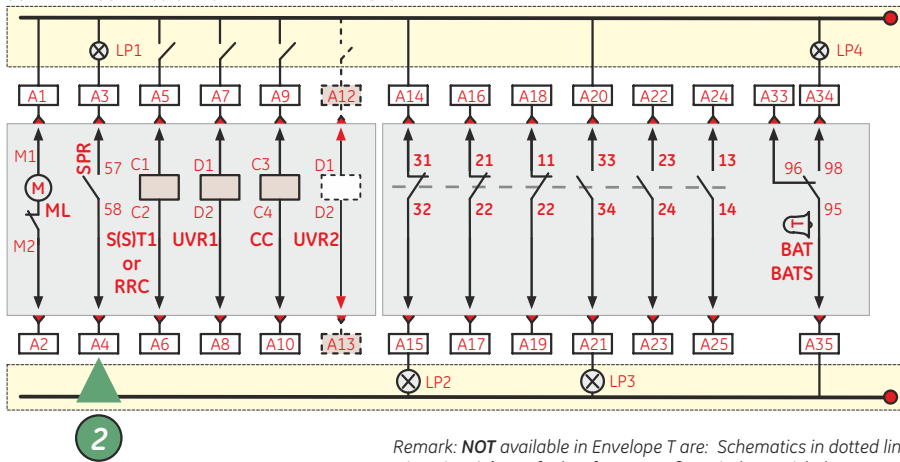 LP1 LP4
A1 A3 A5 A7 A9 A12 A14 A16 A18 A20 A22 A24 A33 A34
M1 SPR 57 C1 D1 C3 D1 31 21 11 33 23 13 96 98
M ML 58 C2 D2 C4 D2 32 22 22 34 24 14 95
M2 S(S)T1 UVR1 CC UVR2 T
or BAT
RRC BATS
A2 A4 A6 A8 A10 A13 A15 A17 A19 A21 A23 A25 A35
LP2 LP3
2
Remark: NOT available in Envelope T are: Schematics in dotted lin